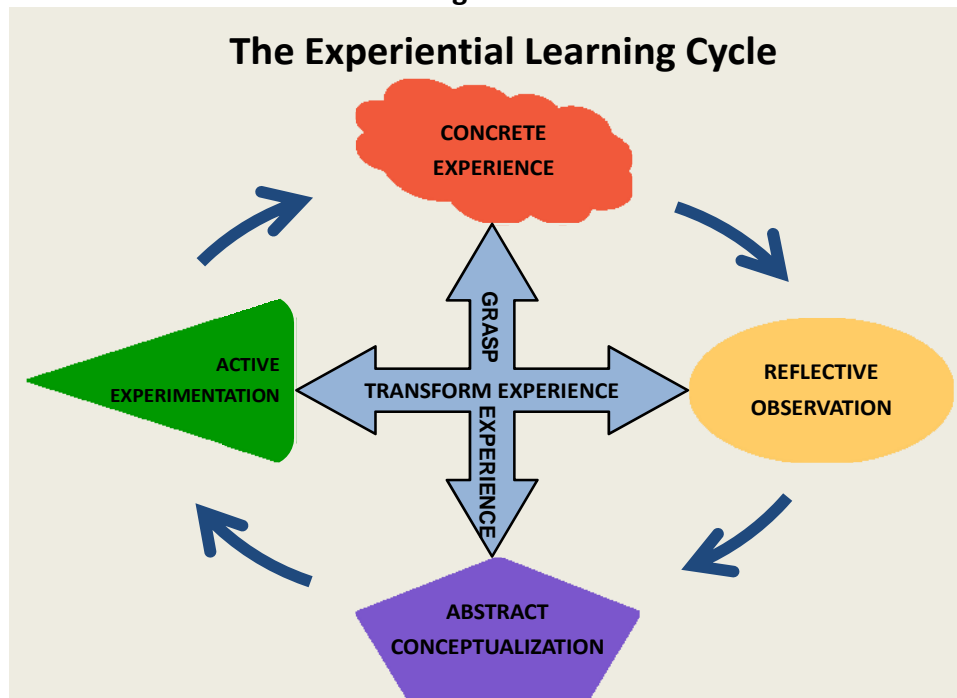 The Experiential Learning Cycle
CONCRETE
EXPERIENCE
GRASP
ACTIVE
EXPERIMENTATION
TRANSFORM EXPERIENCE
REFLECTIVE
OBSERVATION
EXPERIENCE
ABSTRACT
CONCEPTUALIZATION